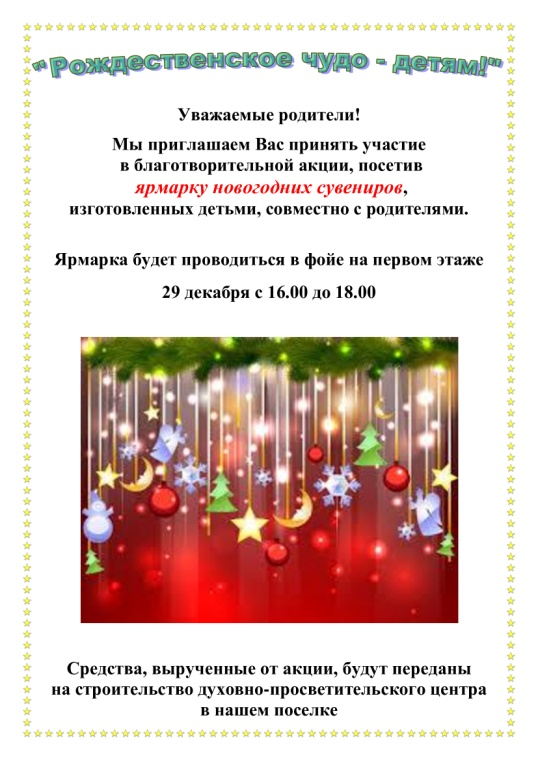 "Рождественское чудо - детям!"
Уважаемые родители!
Мы приглашаем Вас принять участие
в благотворительной акции, посетив
ярмарку новогодних сувениров,
изготовленных детьми, совместно с родителями.
Ярмарка будет проводиться в фойе на первом этаже
29 декабря с 16.00 до 18.00
Средства, вырученные от акции, будут переданы
на строительство духовно-просветительского центра
в нашем поселке